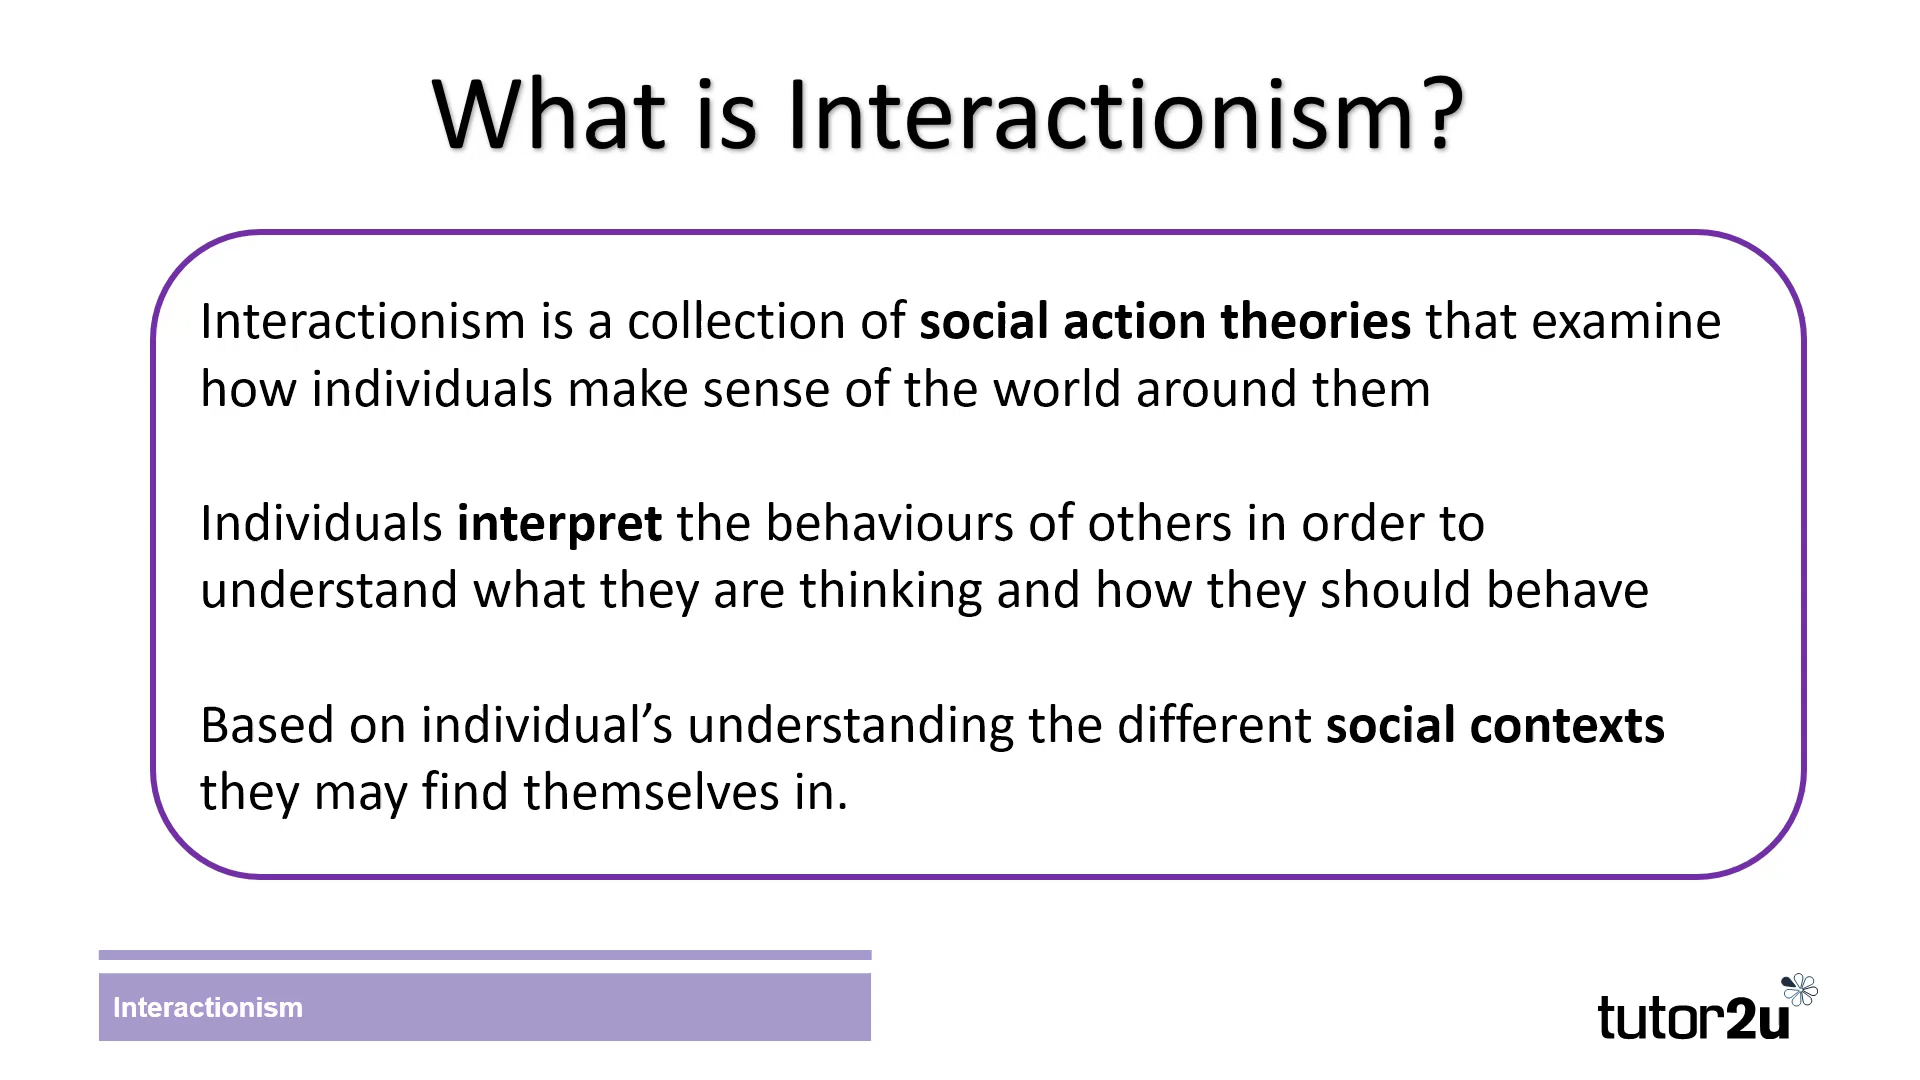 What is Interactionism?
Interactionism is a collection of social action theories that examine
how individuals make sense of the world around them
Individuals interpret the behaviours of others in order to
understand what they are thinking and how they should behave
Based on individual’s understanding the different social contexts
they may find themselves in.
Interactionism
tutor2u